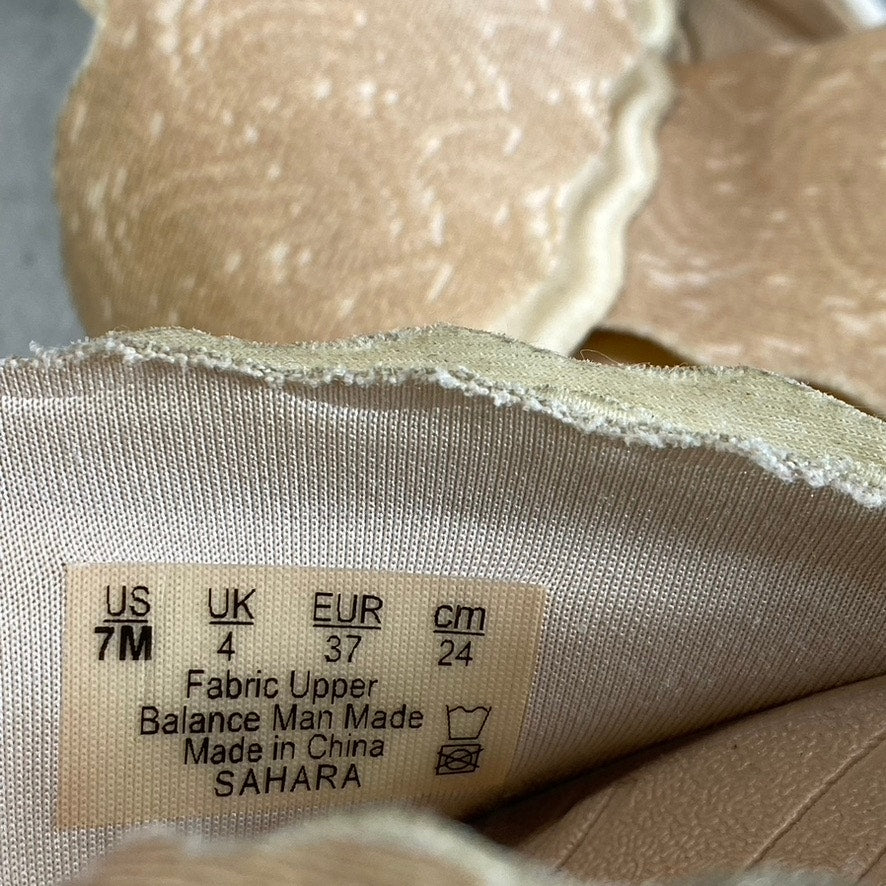 US UK EUR cm
7M 4 37 24
Fabric Upper
Balance Man Made
Made in China
SAHARA